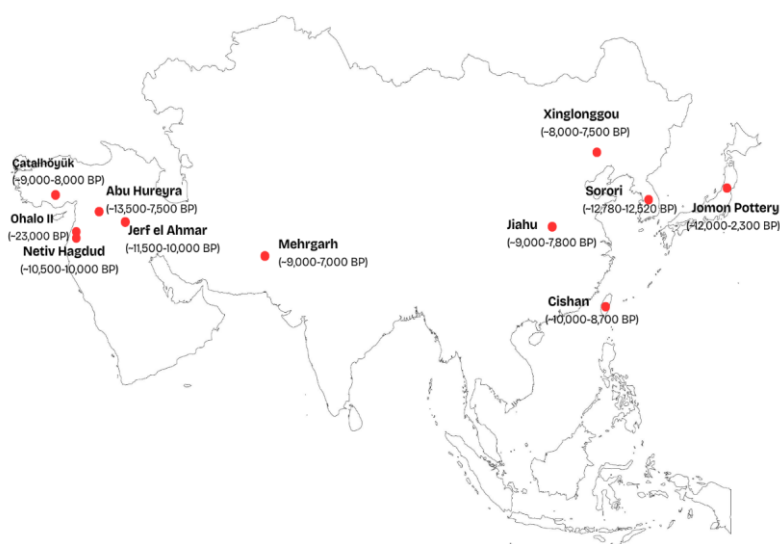 Xinglonggou
(~8,000-7,500 BP)
Çatalhöyük
(~9,000-8,000 BP)
Abu Hureyra
(~13,500-7,500 BP)
Sorori
(~12,780-12,520 BP)
Jomon Pottery
(~12,000-2,300 BP)
Ohalo II
(~23,000 BP)
Jerf el Ahmar
(~11,500-10,000 BP)
Jiahu
(~9,000-7,800 BP)
Netiv Hagdud
(~10,500-10,000 BP)
Mehrgarh
(~9,000-7,000 BP)
Cishan
(~10,000-8,700 BP)